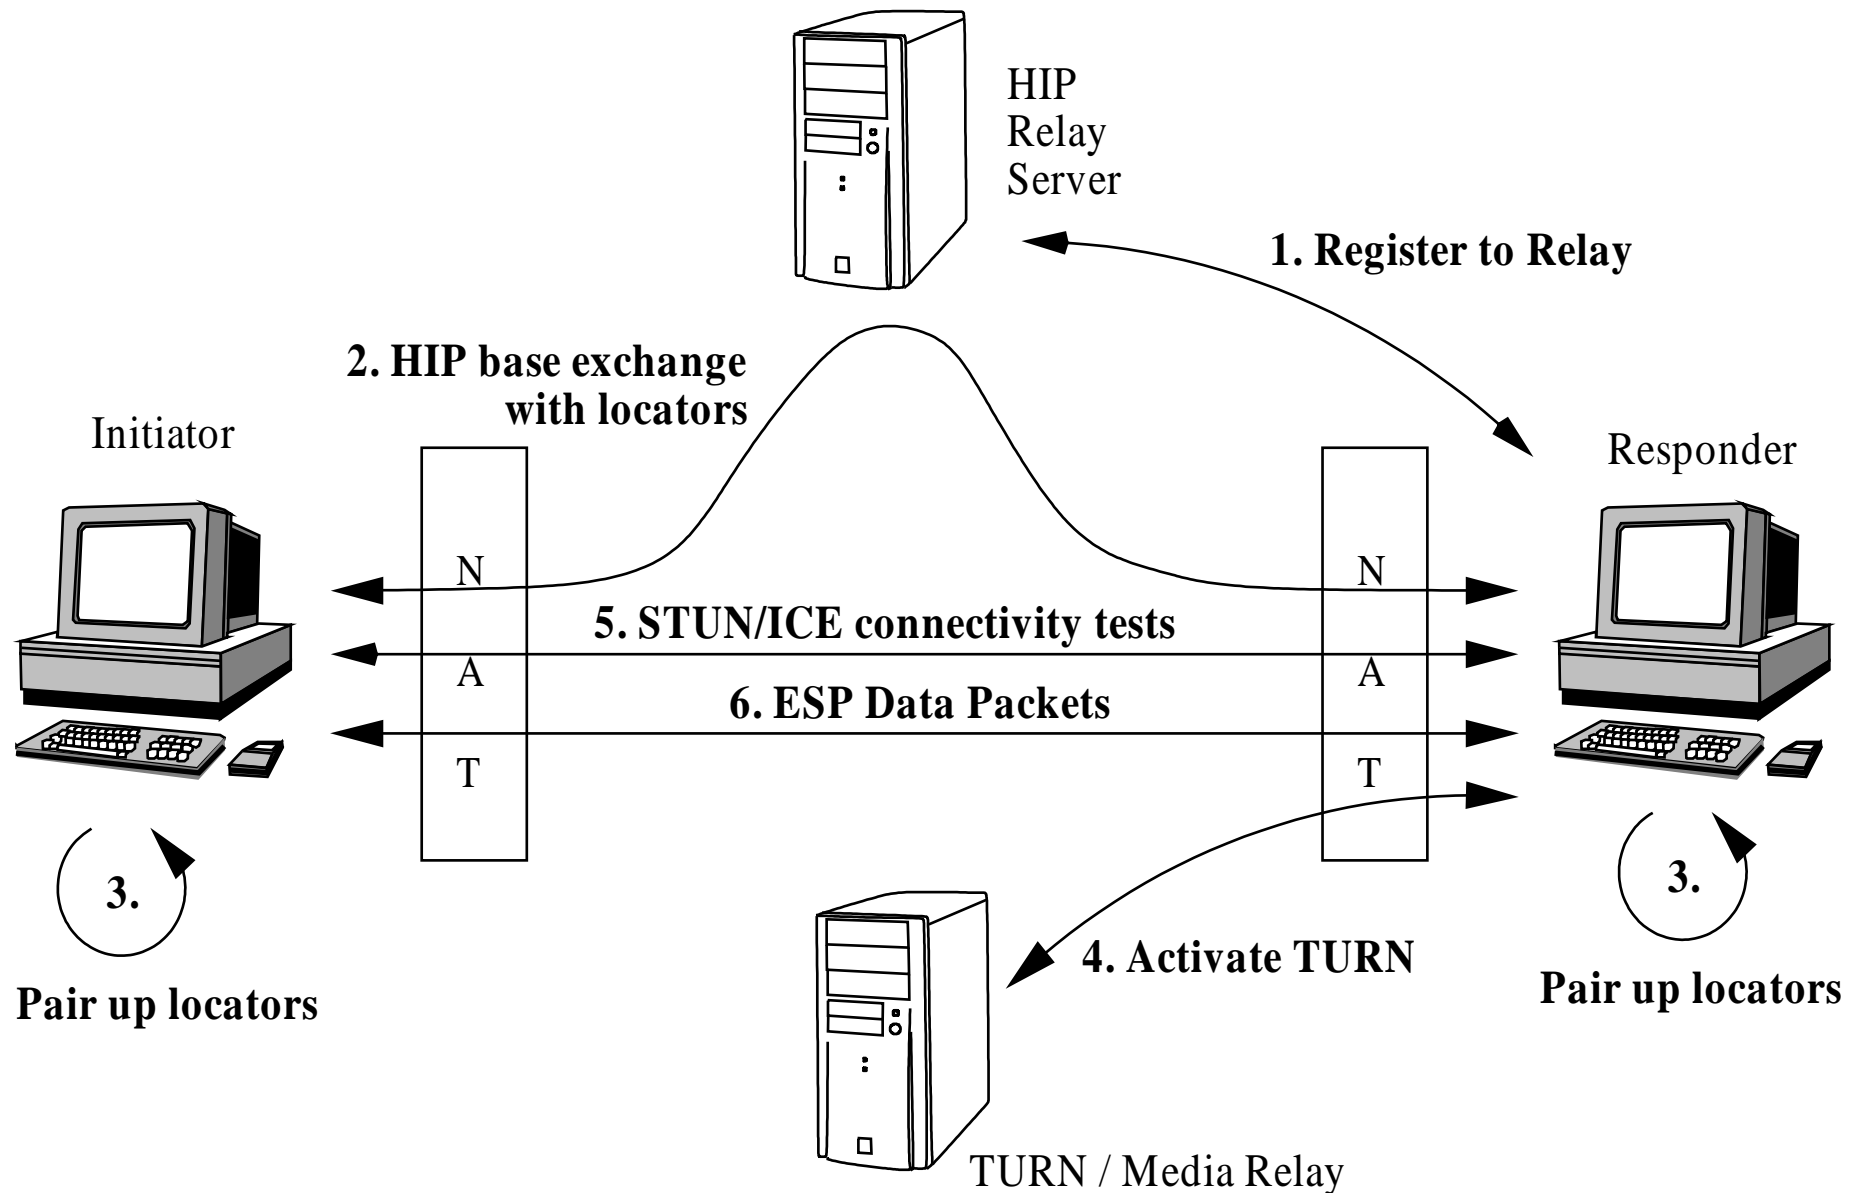 HIP
Relay
Server
1. Register to Relay
2. HIP base exchange
with locators
Initiator
Responder
N
A
T
N
A
T
5. STUN/ICE connectivity tests
6. ESP Data Packets
3.
Pair up locators
3.
Pair up locators
4. Activate TURN
TURN / Media Relay